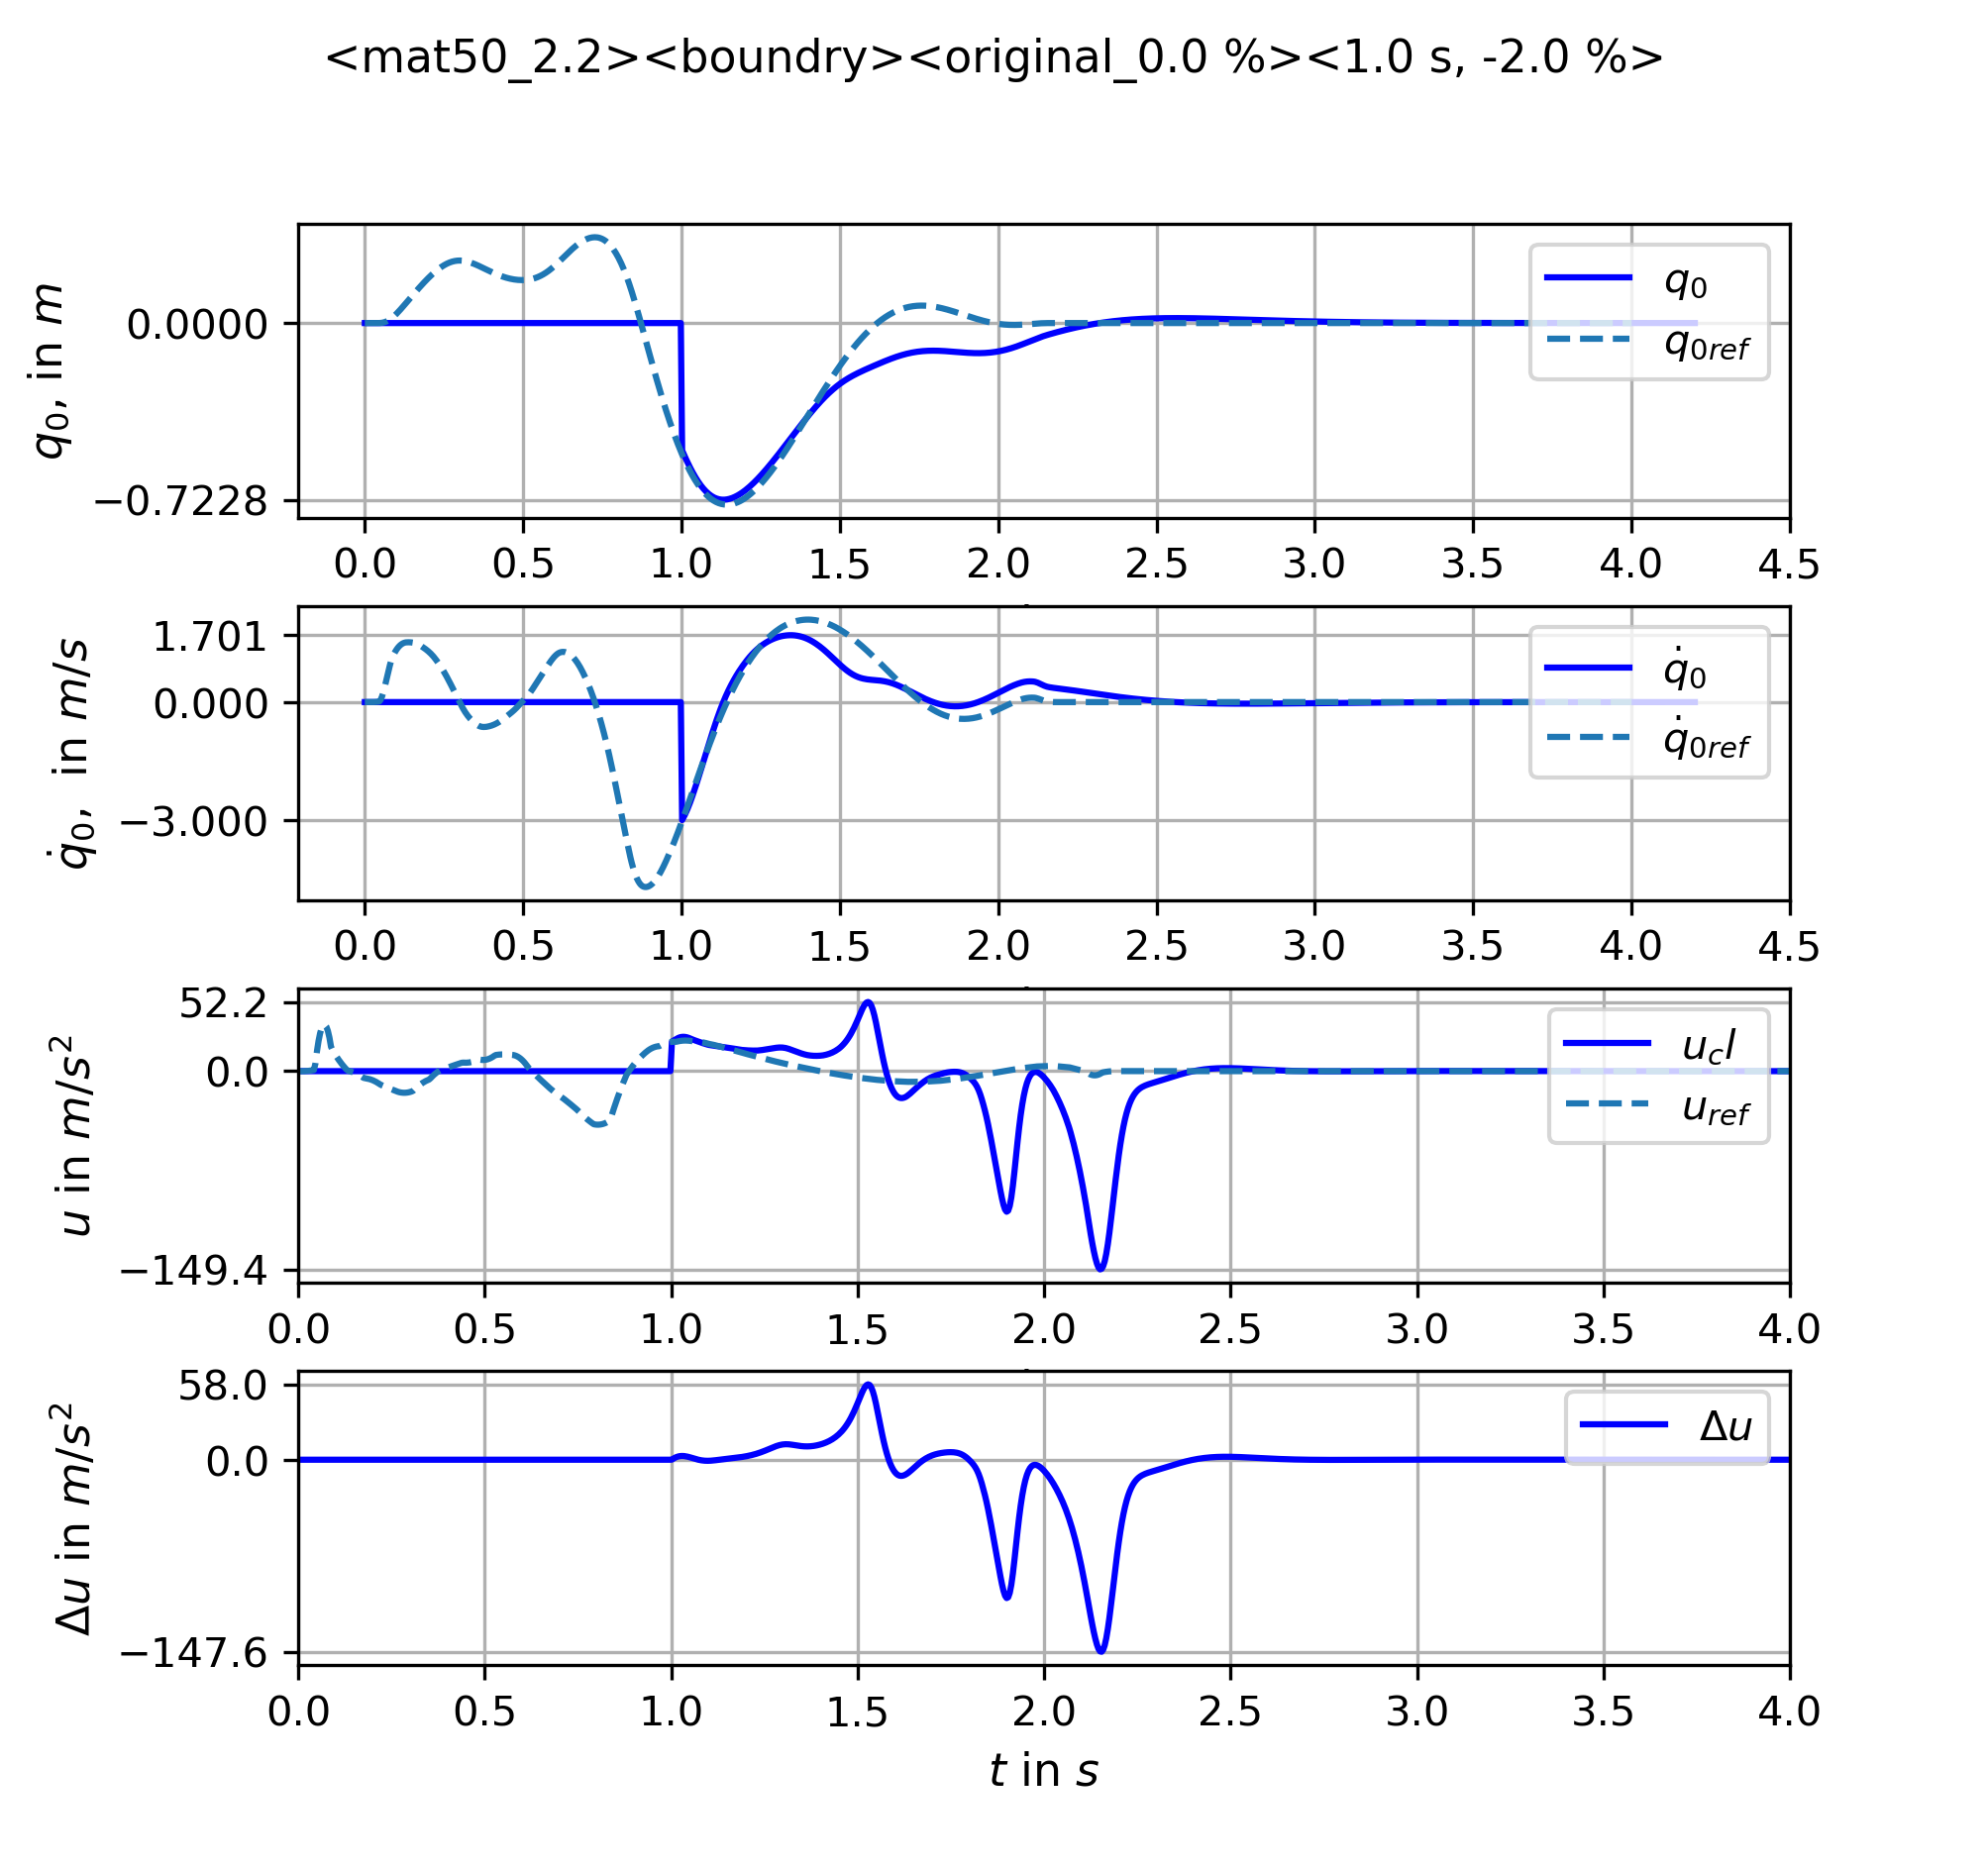 <mat50_2.2><boundry><original_0.0 %><1.0 s, -2.0 %>
q₀, in m
0.0000
−0.7228
q₀
q₀ref
0.0 0.5 1.0 1.5 2.0 2.5 3.0 3.5 4.0 4.5
q̇₀, in m/s
1.701
0.000
−3.000
q̇₀
q̇₀ref
0.0 0.5 1.0 1.5 2.0 2.5 3.0 3.5 4.0 4.5
u in m/s²
52.2
0.0
−149.4
u_cl
u_ref
0.0 0.5 1.0 1.5 2.0 2.5 3.0 3.5 4.0
Δu in m/s²
58.0
0.0
−147.6
Δu
0.0 0.5 1.0 1.5 2.0 2.5 3.0 3.5 4.0
t in s